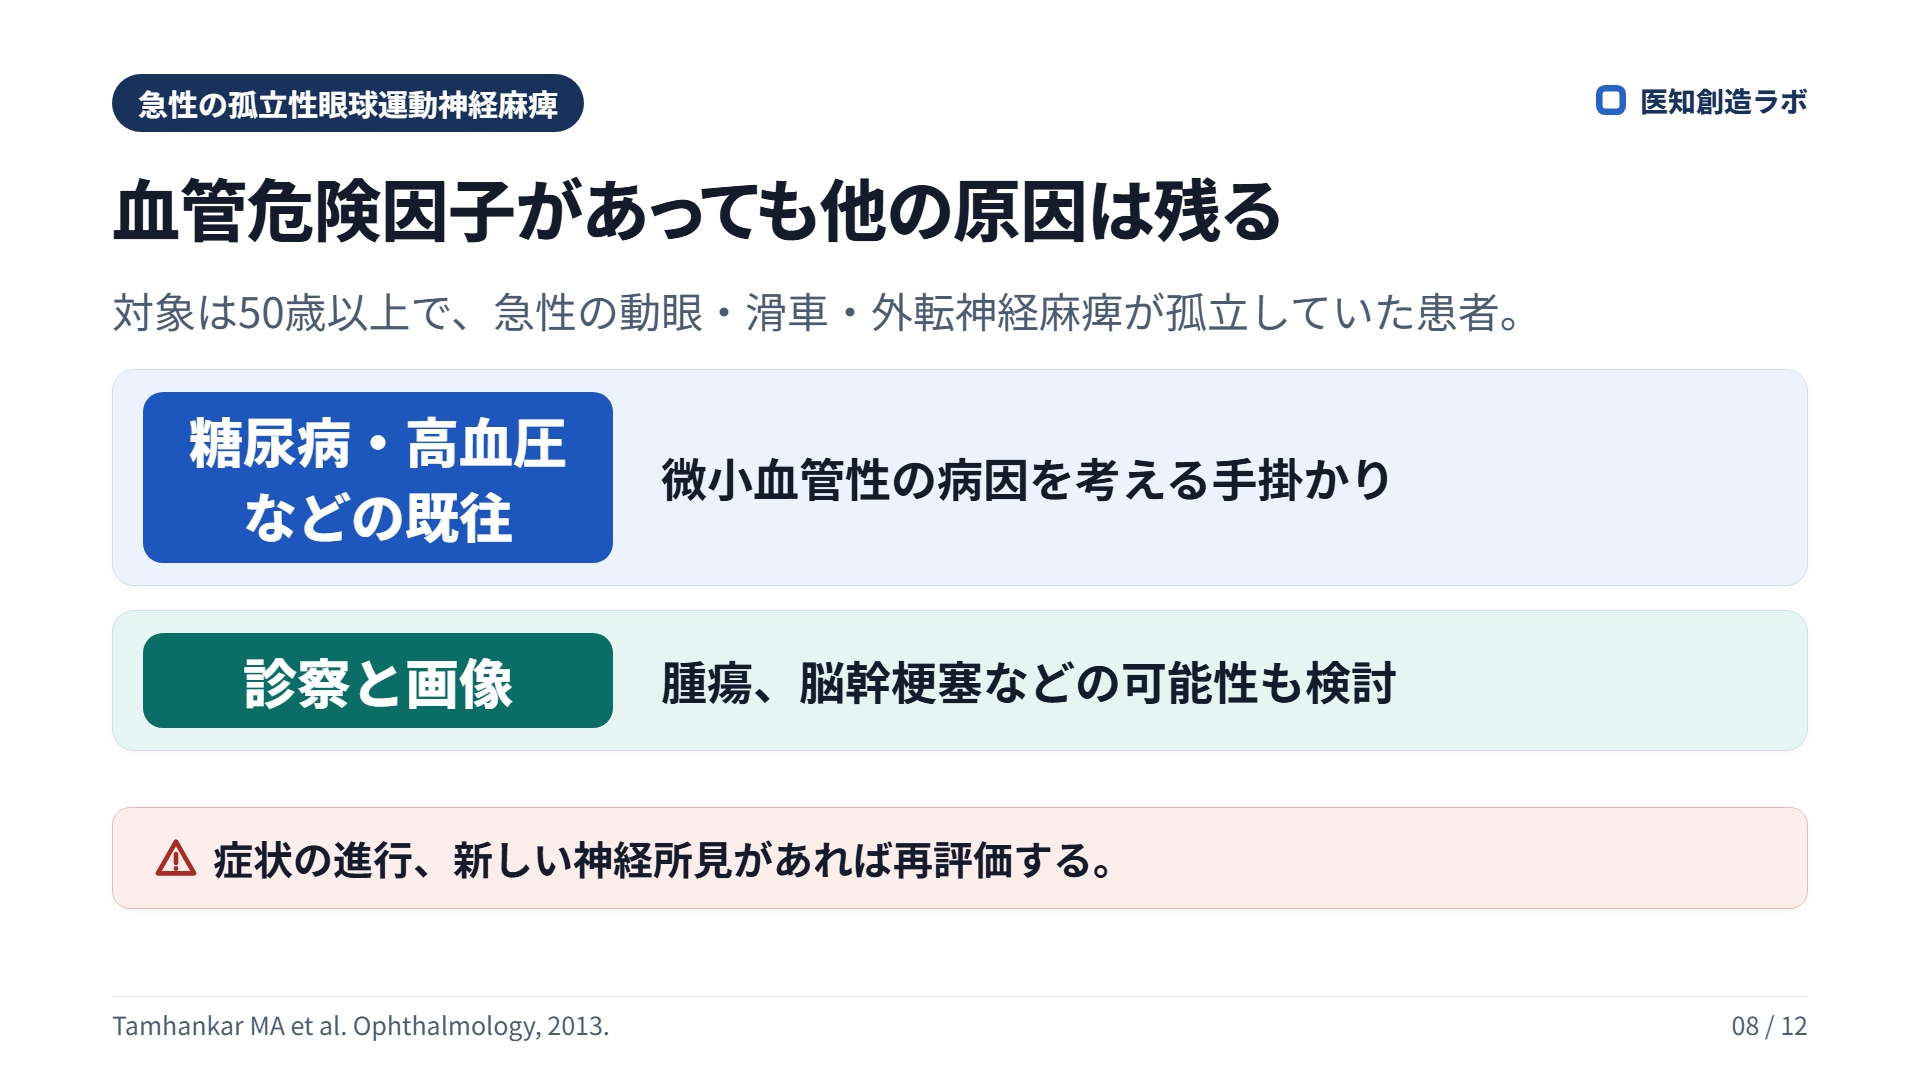 急性の孤立性眼球運動神経麻痺
医知創造ラボ
血管危険因子があっても他の原因は残る
対象は50歳以上で、急性の動眼・滑車・外転神経麻痺が孤立していた患者。
糖尿病・高血圧
などの既往
微小血管性の病因を考える手掛かり
診察と画像
腫瘍、脳幹梗塞などの可能性も検討
症状の進行、新しい神経所見があれば再評価する。
Tamhankar MA et al. Ophthalmology, 2013.
08 / 12